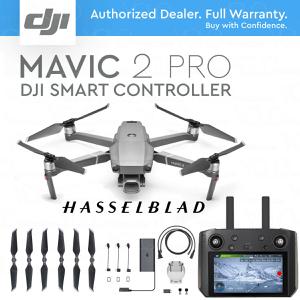 dji
Authorized Dealer. Full Warranty.
Buy with Confidence.
MAVIC 2 PRO
DJI SMART CONTROLLER
HASSELBLAD